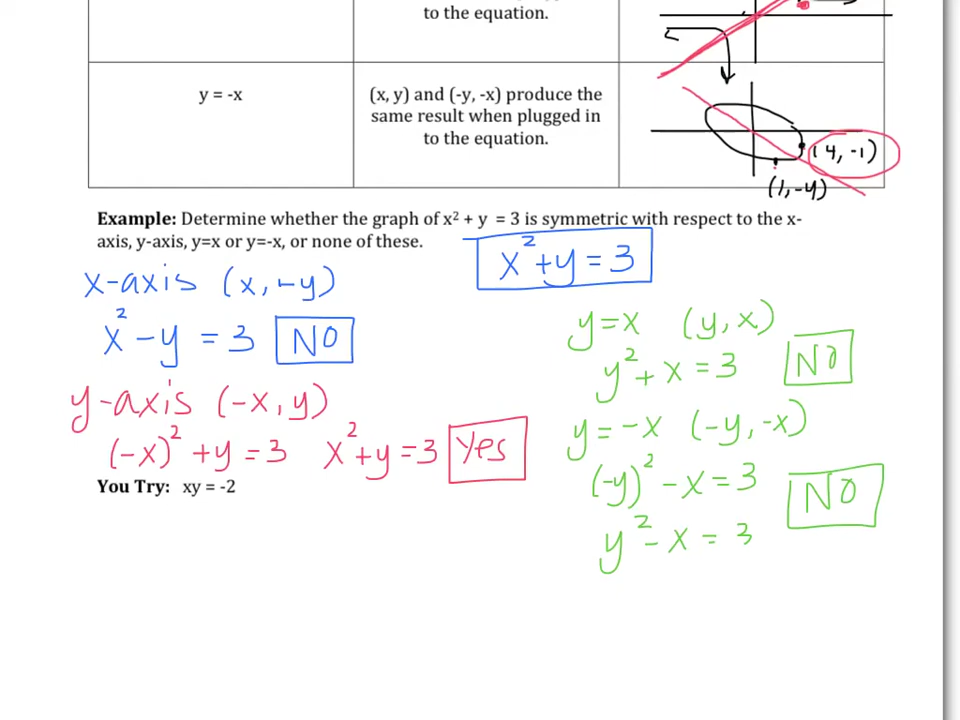 to the equation.
y = -x
(x, y) and (-y, -x) produce the
same result when plugged in
to the equation.
(4, -1)
(1, -4)
Example: Determine whether the graph of x² + y = 3 is symmetric with respect to the x-
axis, y-axis, y=x or y=-x, or none of these.
x² + y = 3
x-axis (x, -y)
x² - y = 3 NO
y-axis (-x, y)
(-x)² + y = 3 x² + y = 3 Yes
y = x (y, x)
y² + x = 3 NO
y = -x (-y, -x)
(-y)² - x = 3 NO
y² - x = 3
You Try: xy = -2